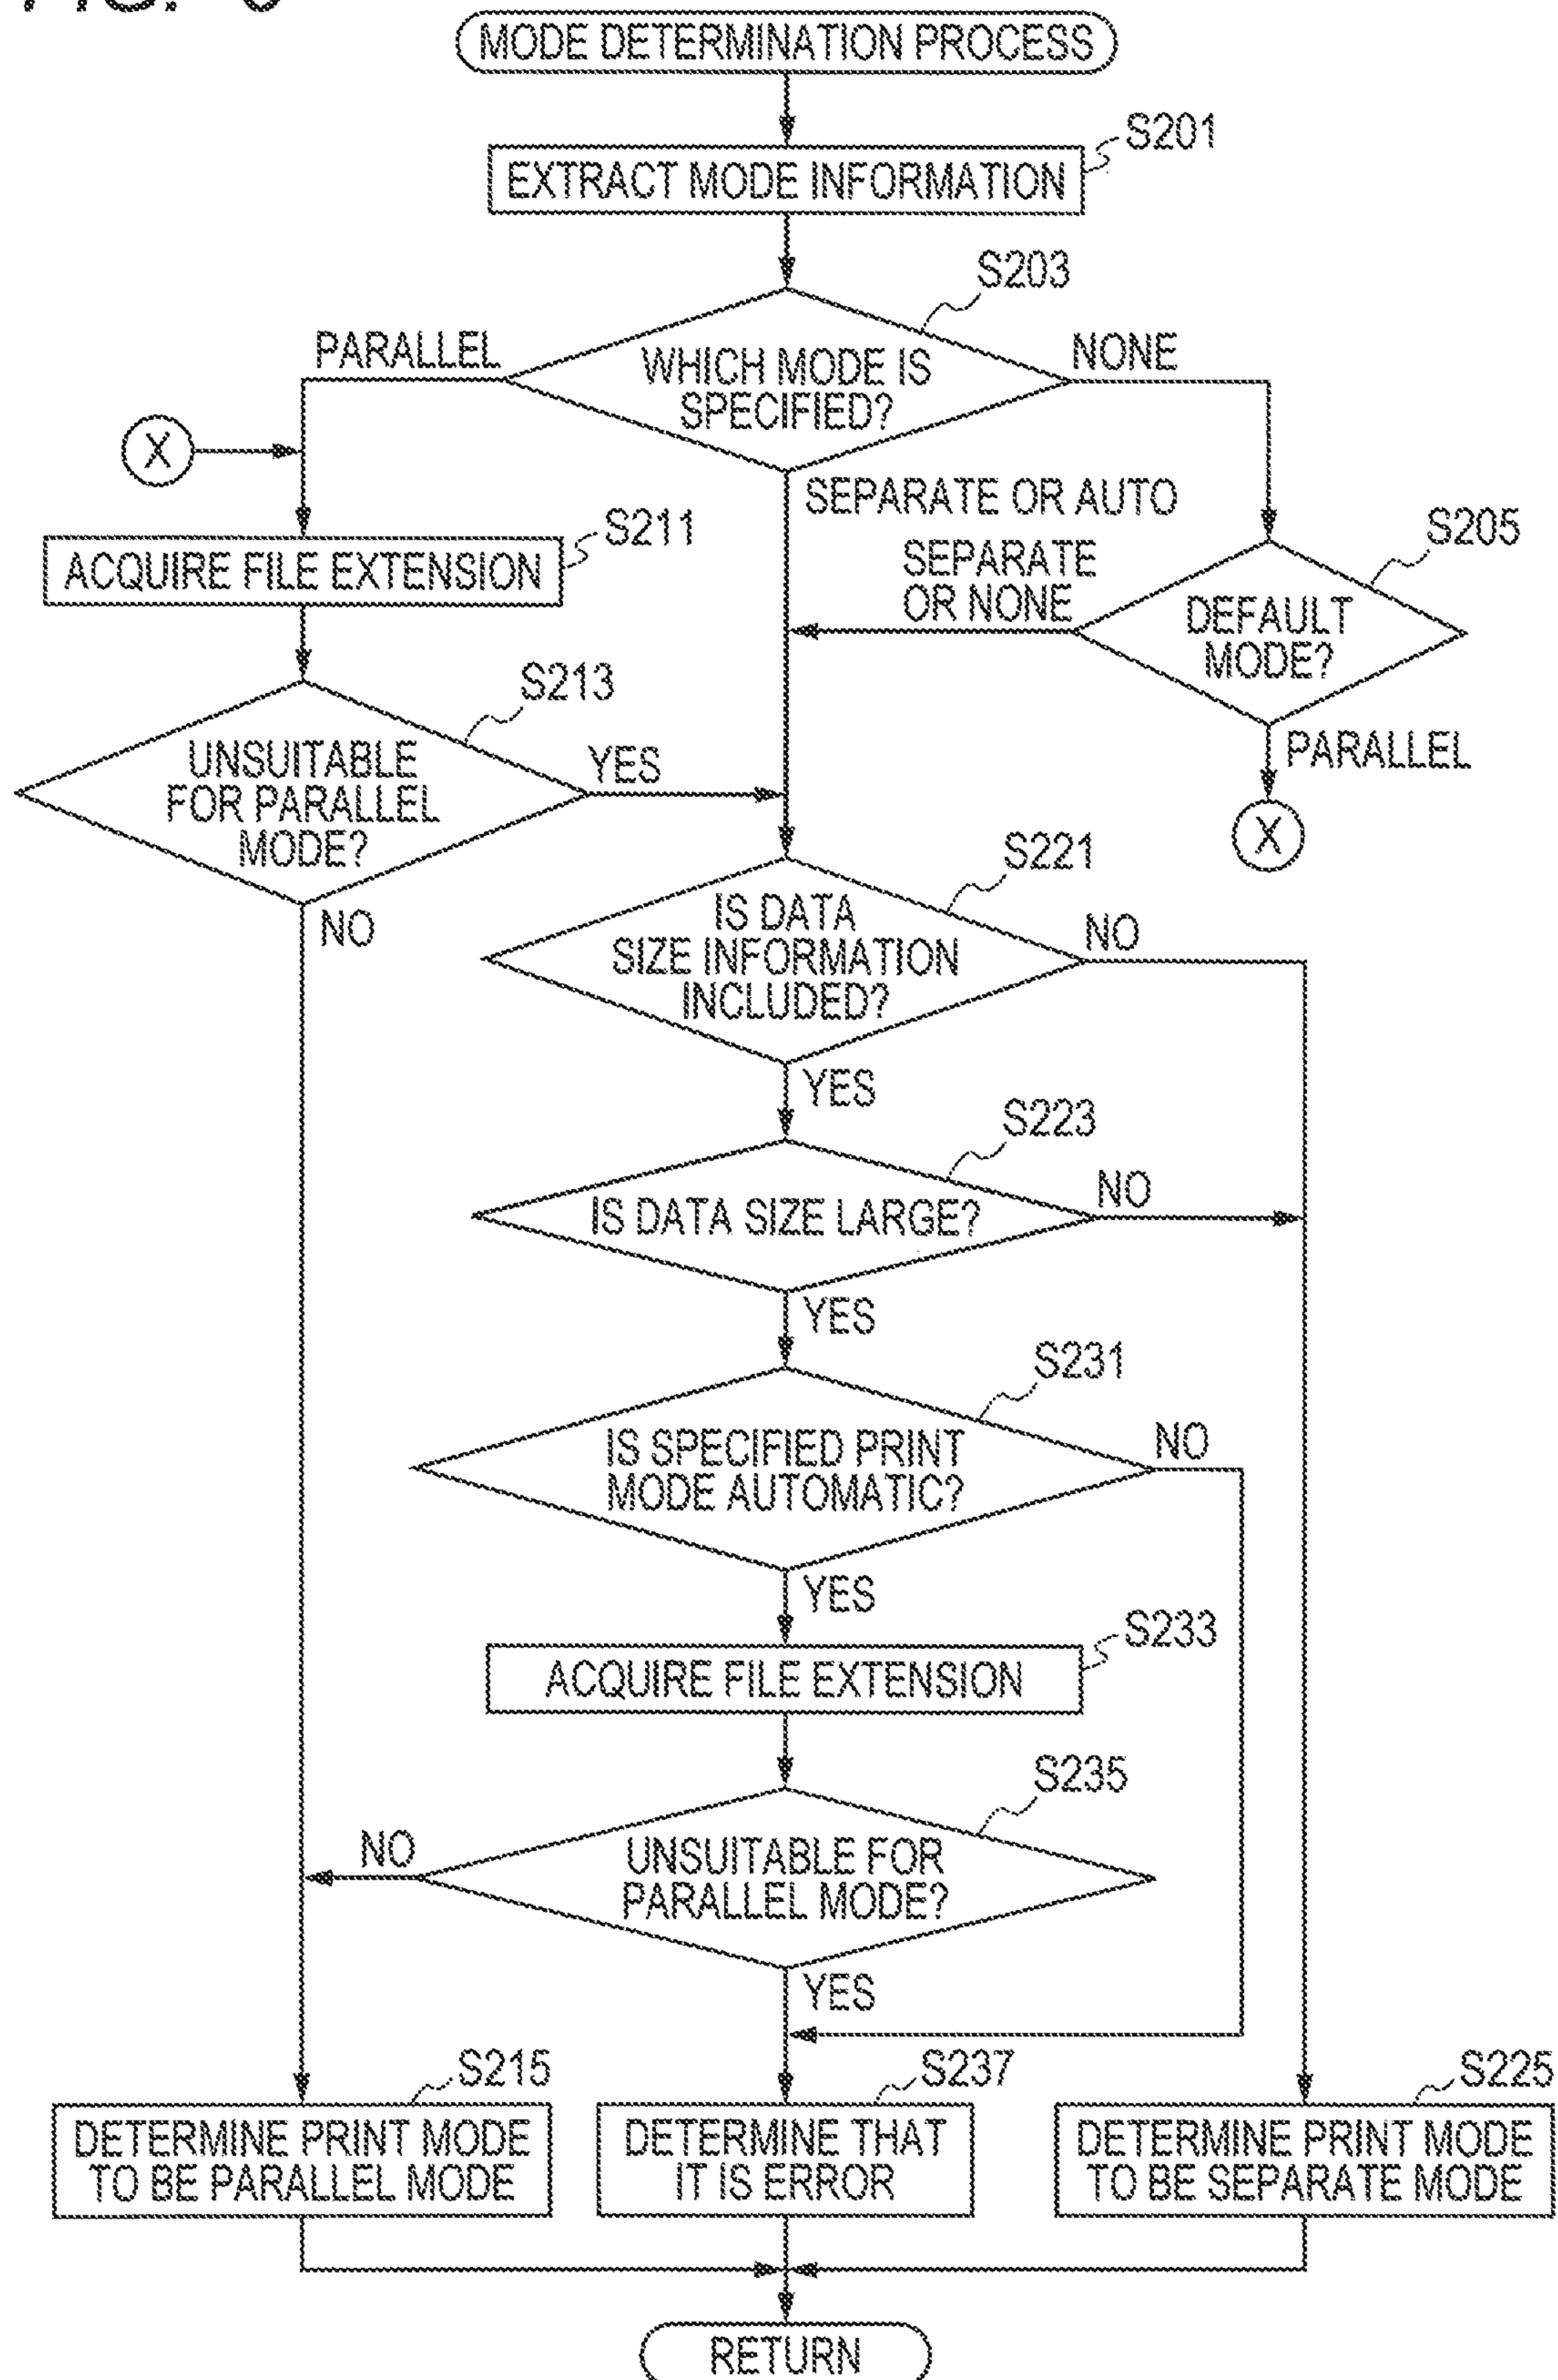 MODE DETERMINATION PROCESS
S201
EXTRACT MODE INFORMATION
S203
PARALLEL
WHICH MODE IS
SPECIFIED?
NONE
X
SEPARATE OR AUTO
S211
ACQUIRE FILE EXTENSION
SEPARATE
OR NONE
S205
DEFAULT
MODE?
S213
UNSUITABLE
FOR PARALLEL
MODE?
YES
PARALLEL
X
NO
S221
IS DATA
SIZE INFORMATION
INCLUDED?
NO
YES
S223
IS DATA SIZE LARGE?
NO
YES
S231
IS SPECIFIED PRINT
MODE AUTOMATIC?
NO
YES
S233
ACQUIRE FILE EXTENSION
S235
NO
UNSUITABLE FOR
PARALLEL MODE?
YES
S215
DETERMINE PRINT MODE
TO BE PARALLEL MODE
S237
DETERMINE THAT
IT IS ERROR
S225
DETERMINE PRINT MODE
TO BE SEPARATE MODE
RETURN